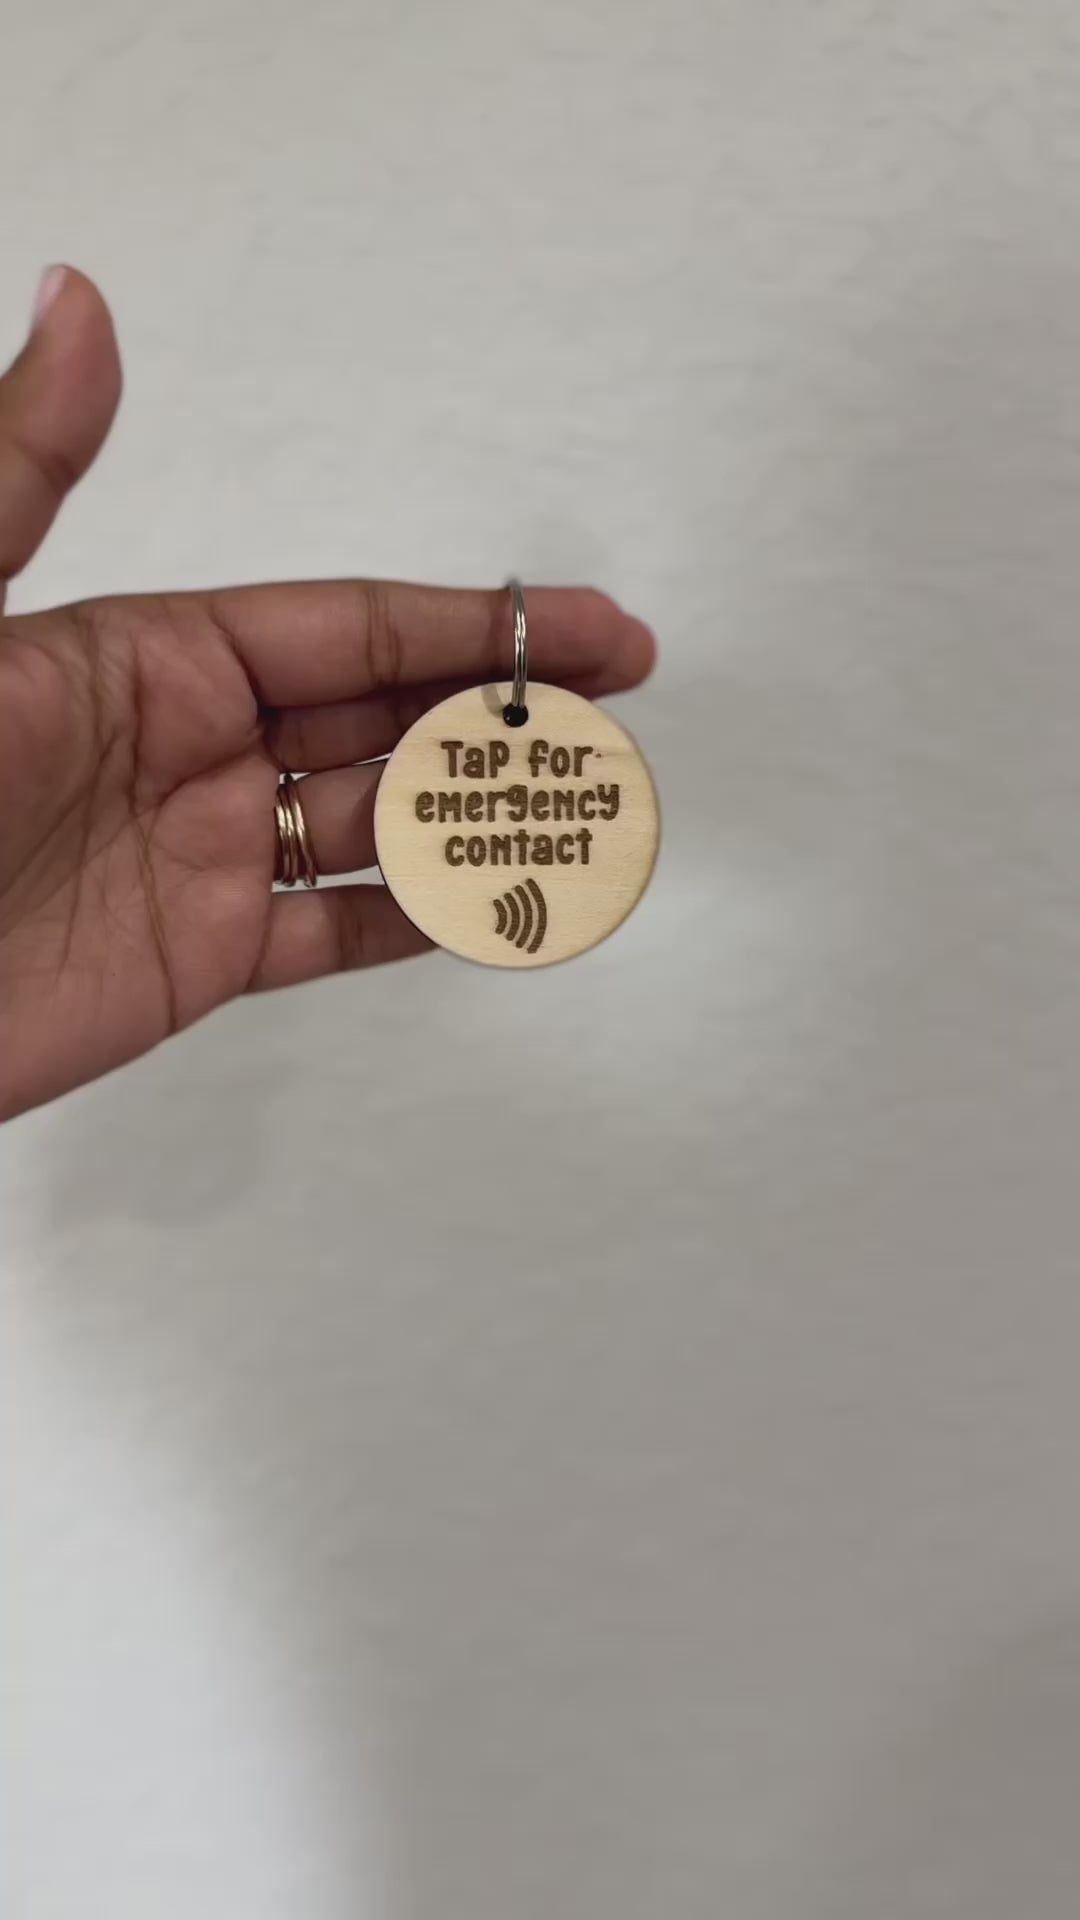 Tap for
emergency
contact